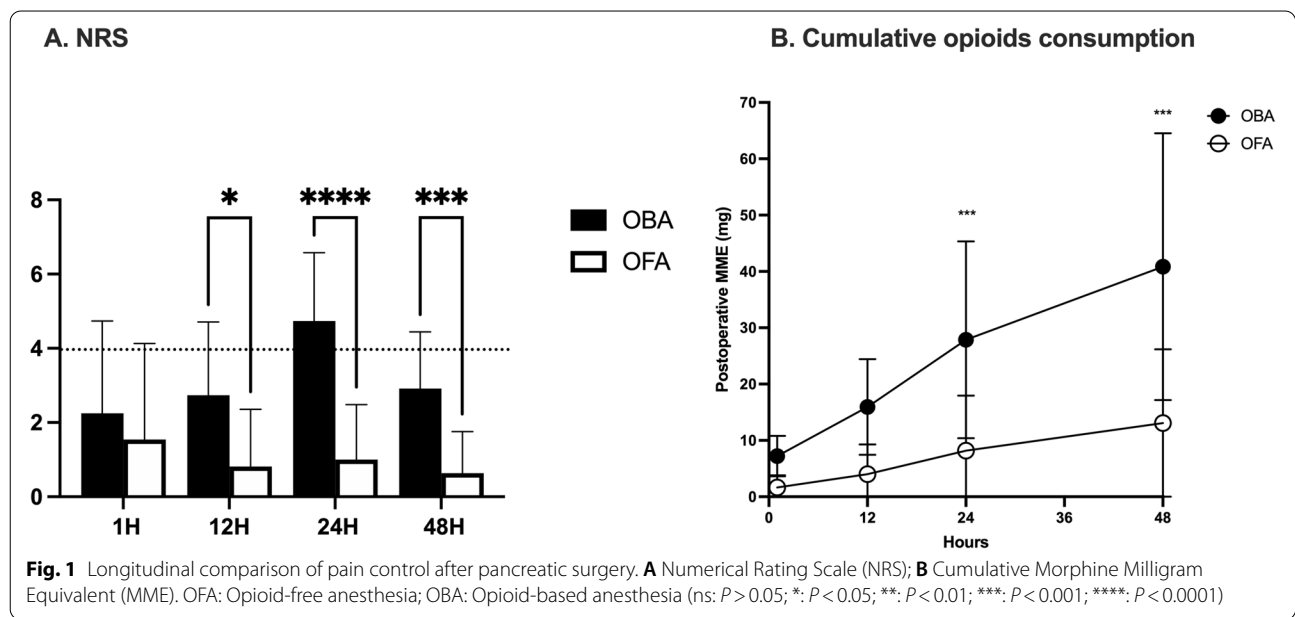 A. NRS
8
6
4
2
0
*
****
***
1H
12H
24H
48H
OBA
OFA
B. Cumulative opioids consumption
Postoperative MME (mg)
70
60
50
40
30
20
10
0
***
***
0
12
24
36
48
Hours
OBA
OFA
Fig. 1 Longitudinal comparison of pain control after pancreatic surgery. A Numerical Rating Scale (NRS); B Cumulative Morphine Milligram
Equivalent (MME). OFA: Opioid-free anesthesia; OBA: Opioid-based anesthesia (ns: P > 0.05; *: P < 0.05; **: P < 0.01; ***: P < 0.001; ****: P < 0.0001)